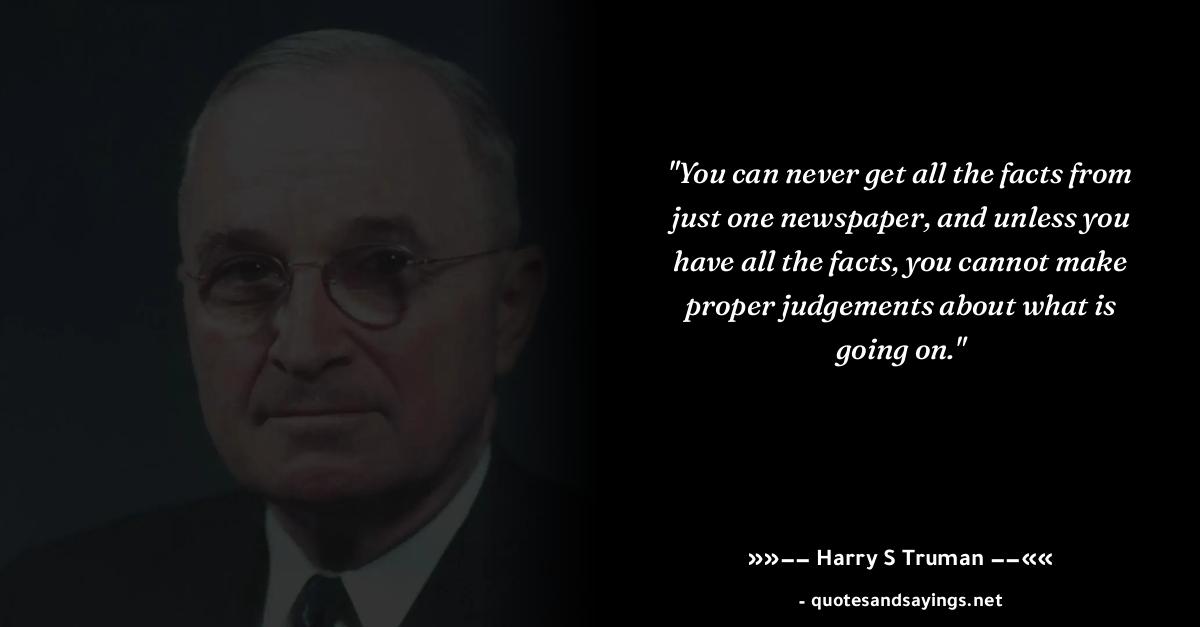 "You can never get all the facts from
just one newspaper, and unless you
have all the facts, you cannot make
proper judgements about what is
going on."
»»−− Harry S Truman −−««
- quotesandsayings.net